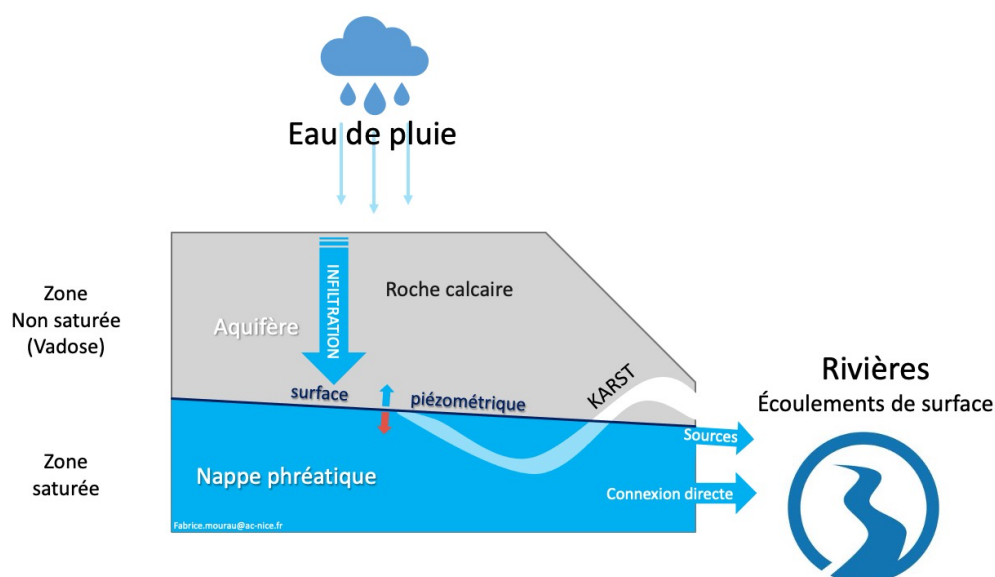 Eau de pluie
INFILTRATION
Roche calcaire
Zone
Non saturée
(Vadose)
Aquifère
KARST
surface piézométrique
Rivières
Écoulements de surface
Sources
Zone
saturée
Nappe phréatique
Connexion directe
Fabrice.mourau@ac-nice.fr